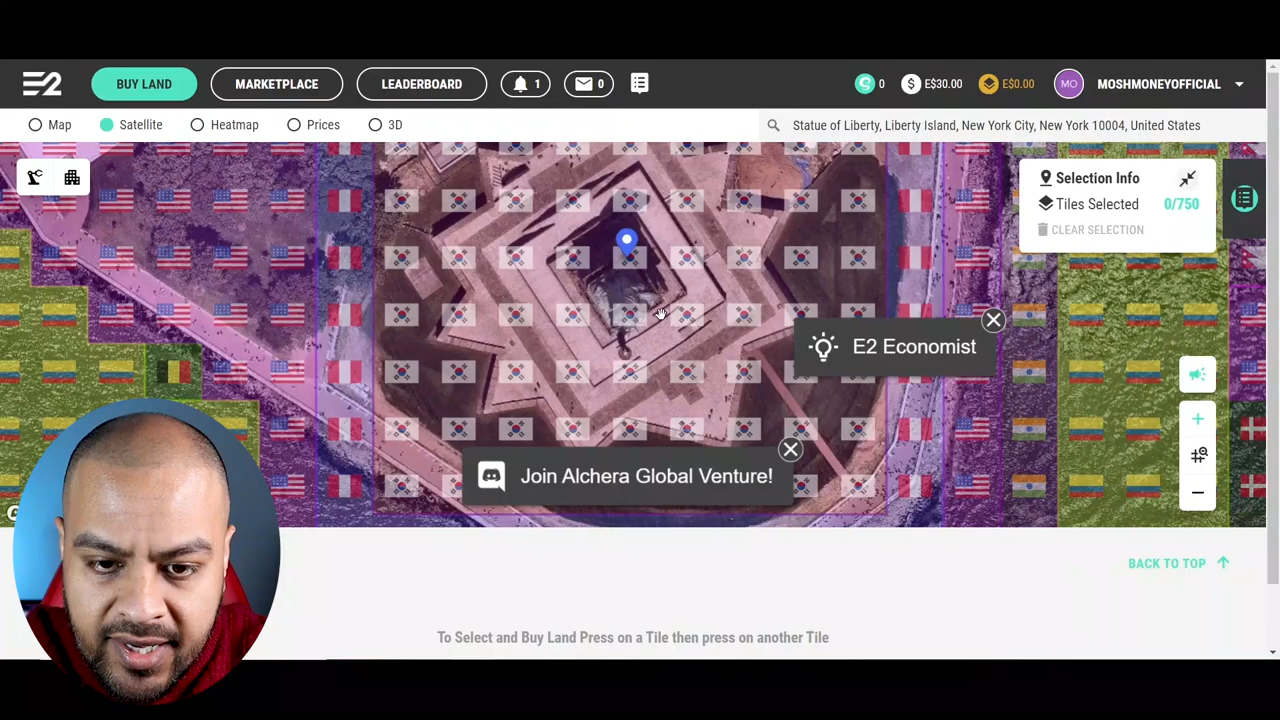 E2
BUY LAND
MARKETPLACE
LEADERBOARD
1
0
0
E$30.00
E$0.00
MO
MOSHMONEYOFFICIAL
Map
Satellite
Heatmap
Prices
3D
Statue of Liberty, Liberty Island, New York City, New York 10004, United States
Selection Info
Tiles Selected
0/750
CLEAR SELECTION
E2 Economist
Join Alchera Global Venture!
BACK TO TOP
To Select and Buy Land Press on a Tile then press on another Tile